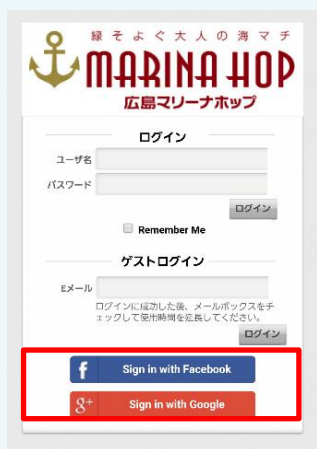 緑そよぐ大人の海マチ
MARINA HOP
広島マリーナホップ
ログイン
ユーザ名
パスワード
ログイン
Remember Me
ゲストログイン
Eメール
ログインに成功した後、メールボックスをチ
ェックして使用時間を延長してください。
ログイン
f Sign in with Facebook
g+ Sign in with Google